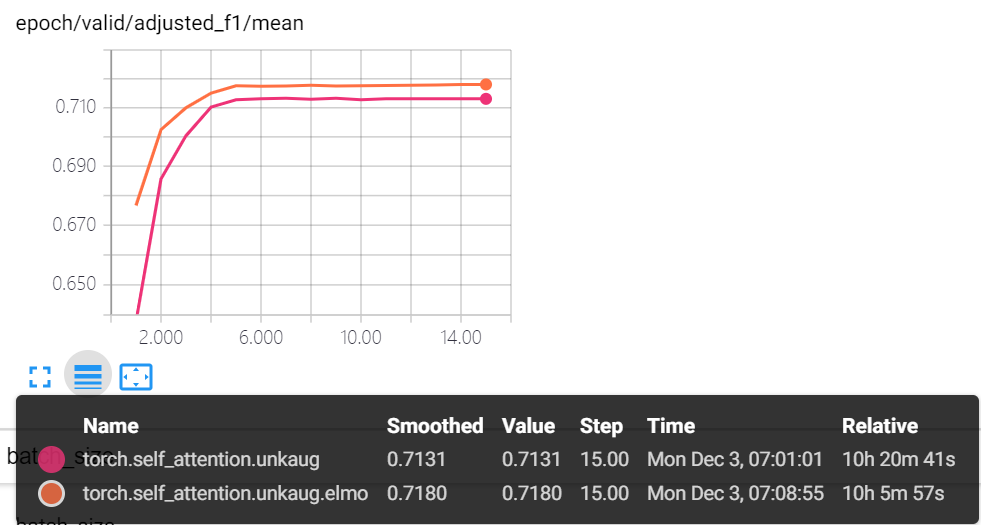 epoch/valid/adjusted_f1/mean
0.710
0.690
0.670
0.650
2.000 6.000 10.00 14.00
Name Smoothed Value Step Time Relative
batch_size
torch.self_attention.unkaug 0.7131 0.7131 15.00 Mon Dec 3, 07:01:01 10h 20m 41s
torch.self_attention.unkaug.elmo 0.7180 0.7180 15.00 Mon Dec 3, 07:08:55 10h 5m 57s
batch_size